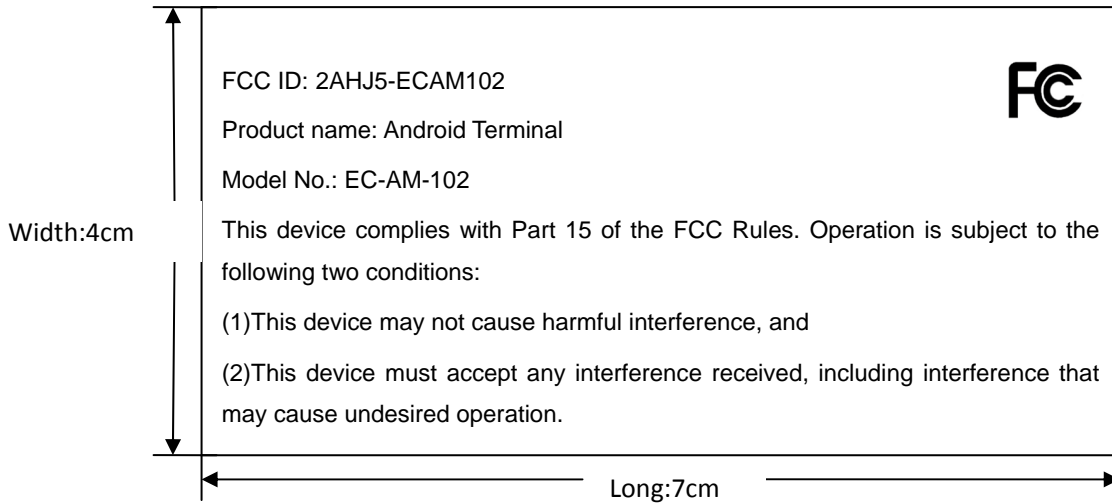 FCC ID: 2AHJ5-ECAM102
FC
Product name: Android Terminal
Model No.: EC-AM-102
Width:4cm
This device complies with Part 15 of the FCC Rules. Operation is subject to the
following two conditions:
(1)This device may not cause harmful interference, and
(2)This device must accept any interference received, including interference that
may cause undesired operation.
Long:7cm